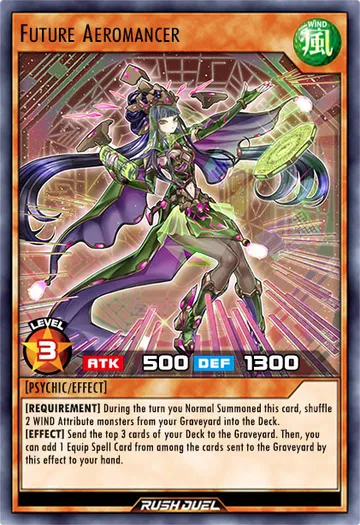 FUTURE AEROMANCER
WIND
風
LEVEL
3
ATK 500 DEF 1300
[PSYCHIC/EFFECT]
[REQUIREMENT] During the turn you Normal Summoned this card, shuffle
2 WIND Attribute monsters from your Graveyard into the Deck.
[EFFECT] Send the top 3 cards of your Deck to the Graveyard. Then, you
can add 1 Equip Spell Card from among the cards sent to the Graveyard by
this effect to your hand.
RUSH DUEL